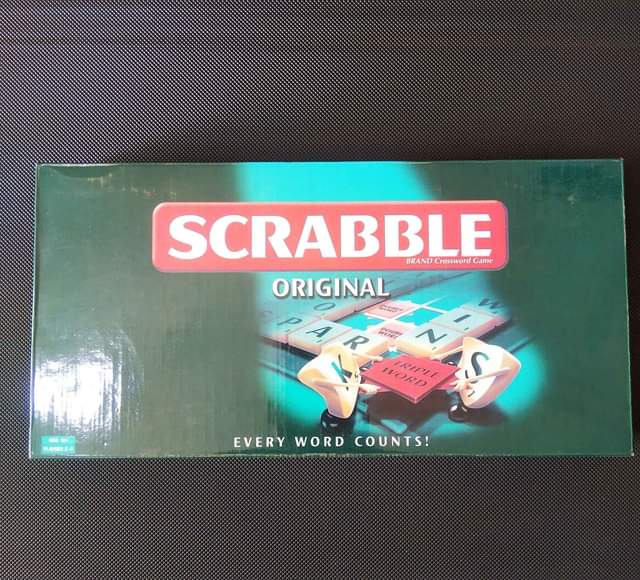 SCRABBLE
BRAND Crossword Game
ORIGINAL
O I W
P A R N
K TRIPLE S
WORD
EVERY WORD COUNTS!